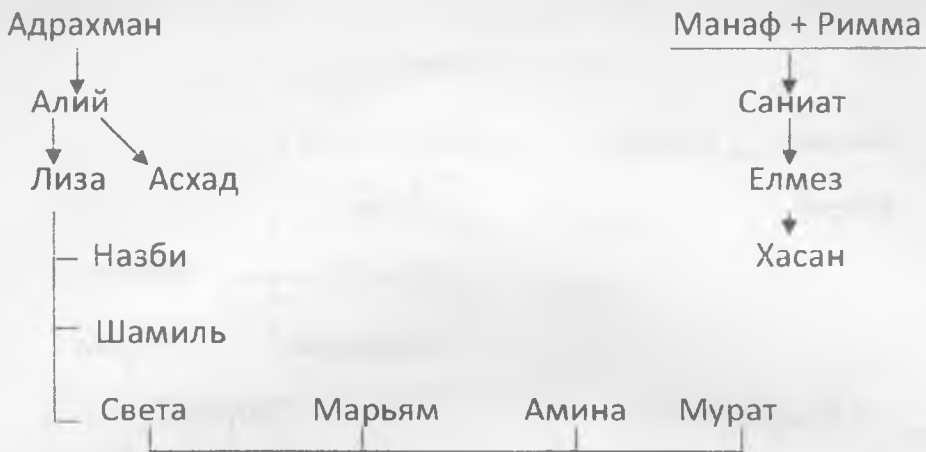 Адрахман Манаф + Римма
Алий Саниат
Лиза Асхад Елмез
Назби Хасан
Шамиль
Света Марьям Амина Мурат